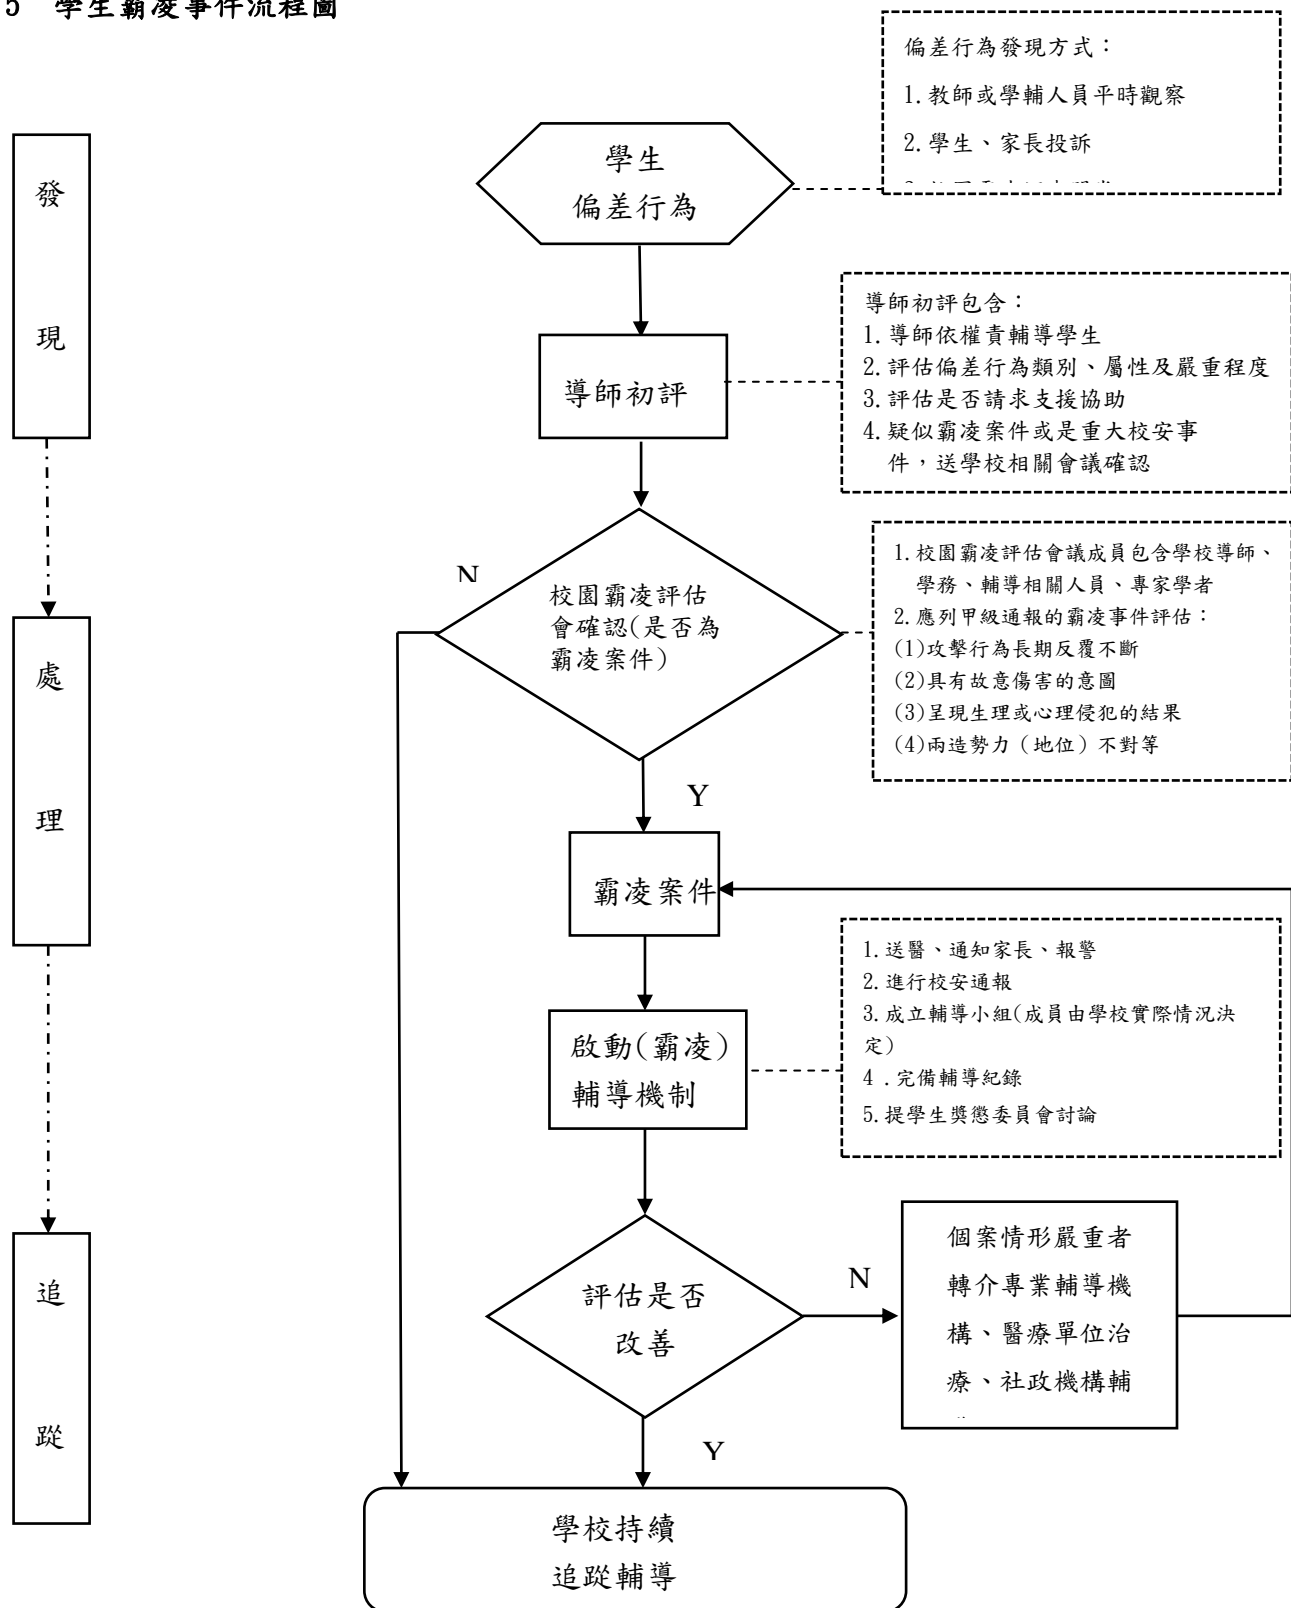 5 學生霸凌事件流程圖
偏差行為發現方式：
1.教師或學輔人員平時觀察
2.學生、家長投訴
學生
偏差行為
發
現
導師初評包含：
1.導師依權責輔導學生
2.評估偏差行為類別、屬性及嚴重程度
3.評估是否請求支援協助
4.疑似霸凌案件或是重大校安事
件，送學校相關會議確認
導師初評
1.校園霸凌評估會議成員包含學校導師、
學務、輔導相關人員、專家學者
2.應列甲級通報的霸凌事件評估：
(1)攻擊行為長期反覆不斷
(2)具有故意傷害的意圖
(3)呈現生理或心理侵犯的結果
(4)兩造勢力（地位）不對等
N
校園霸凌評估
會確認(是否為
霸凌案件)
處
理
Y
霸凌案件
1.送醫、通知家長、報警
2.進行校安通報
3.成立輔導小組(成員由學校實際情況決
定)
4 .完備輔導紀錄
5.提學生獎懲委員會討論
啟動(霸凌)
輔導機制
評估是否
改善
N
個案情形嚴重者
轉介專業輔導機
構、醫療單位治
療、社政機構輔
追
蹤
Y
學校持續
追蹤輔導